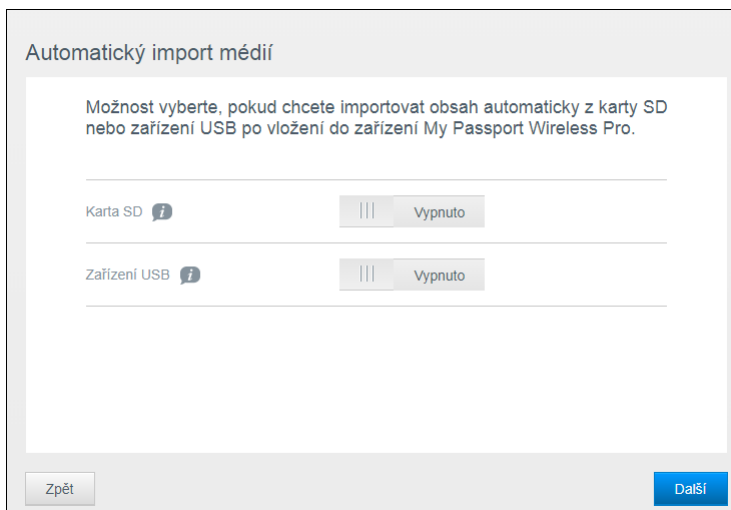 Automatický import médií
Možnost vyberte, pokud chcete importovat obsah automaticky z karty SD
nebo zařízení USB po vložení do zařízení My Passport Wireless Pro.
Karta SD i Vypnuto
Zařízení USB i Vypnuto
Zpět Další